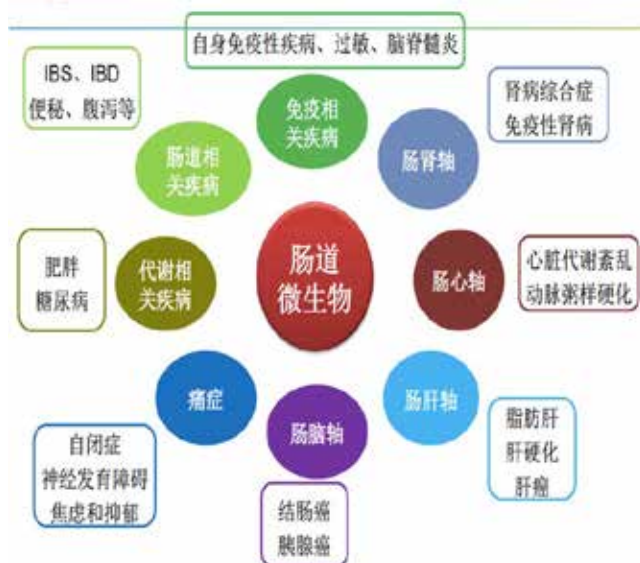 自身免疫性疾病、过敏、脑脊髓炎
IBS、IBD
便秘、腹泻等
免疫相
关疾病
肾病综合症
免疫性肾病
肠道相
关疾病
肠肾轴
肥胖
糖尿病
代谢相
关疾病
肠道
微生物
肠心轴
心脏代谢紊乱
动脉粥样硬化
痛症
肠脑轴
肠肝轴
脂肪肝
肝硬化
肝癌
自闭症
神经发育障碍
焦虑和抑郁
结肠癌
胰腺癌